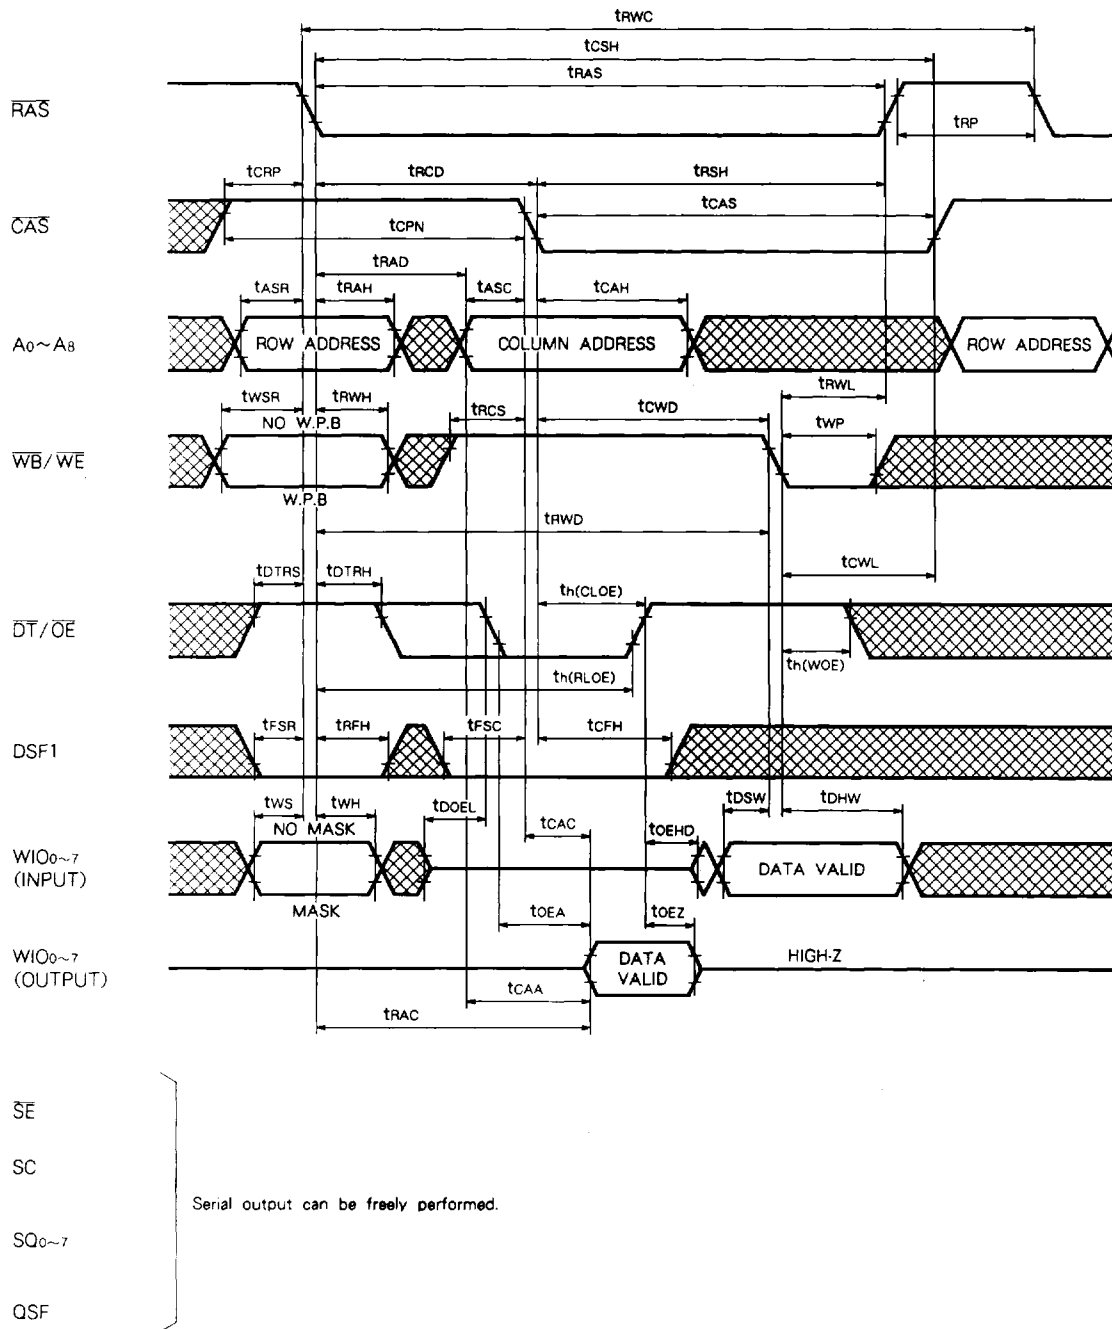 tRWC
tCSH
tRAS
RAS
tRP
tCRP
tRCD
tRSH
tCAS
CAS
tCPN
tRAD
tASR
tRAH
tASC
tCAH
A0~A8
ROW ADDRESS
COLUMN ADDRESS
ROW ADDRESS
tRWL
tWSR
tRWH
tRCS
tCWD
tWP
NO W.P.B
WB/WE
W.P.B
tRWD
tCWL
tDTRS
tDTRH
th(CLOE)
DT/OE
th(WOE)
th(RLOE)
tFSR
tRFH
tFSC
tCFH
DSF1
tWS
tWH
tDOEL
tDSW
tDHW
NO MASK
tCAC
tOEHD
WIO0~7
(INPUT)
DATA VALID
MASK
tOEA
tOEZ
WIO0~7
(OUTPUT)
DATA
VALID
HIGH-Z
tCAA
tRAC
SE
SC
Serial output can be freely performed.
SQ0~7
QSF